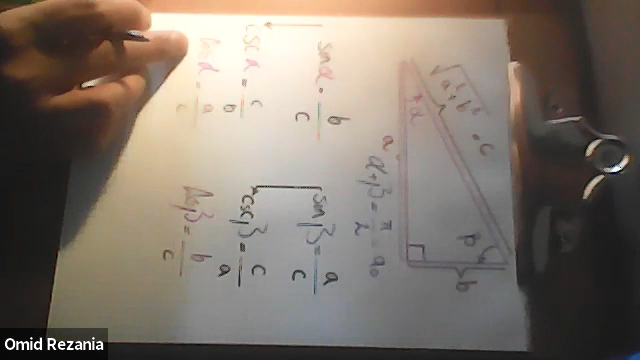 √a²+b² = c
α
a
β
b
α+β = π/2 = 90
sin α = b/c
sin β = a/c
csc α = c/b
csc β = c/a
cos α = a/c
cos β = b/c
Omid Rezania